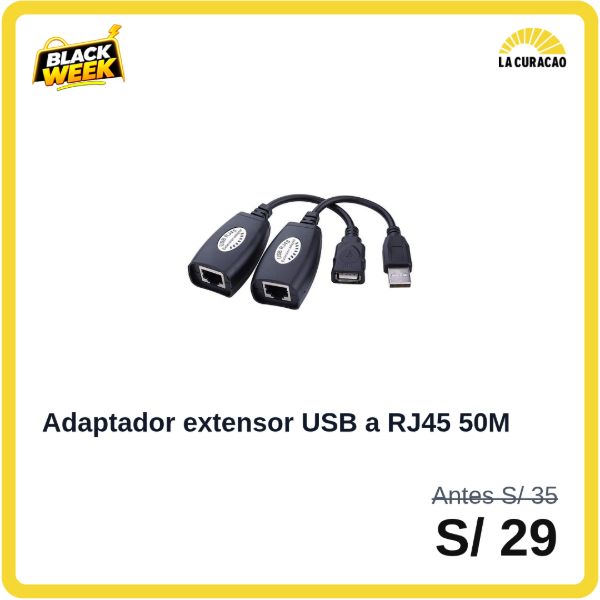 BLACK
WEEK
LA CURACAO
Adaptador extensor USB a RJ45 50M
Antes S/ 35
S/ 29